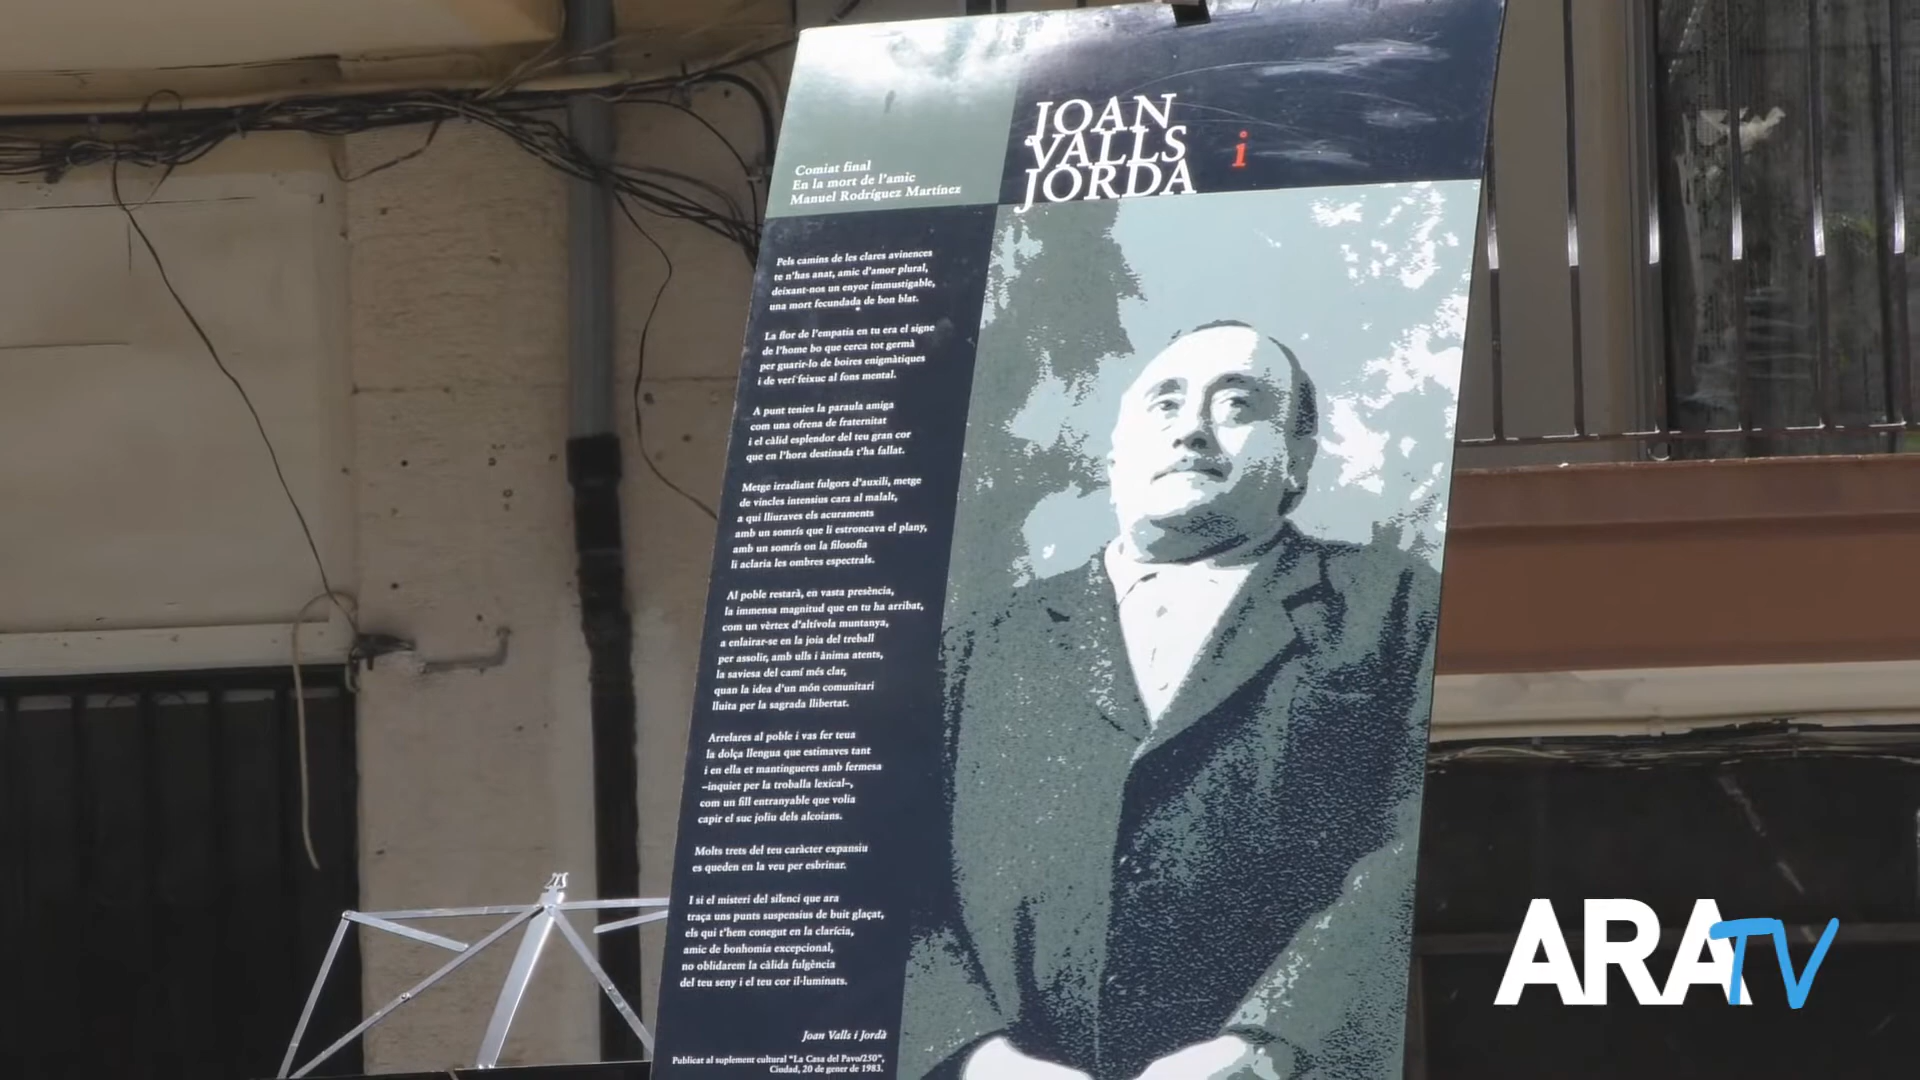 JOAN
VALLS i
JORDÀ
Comiat final
En la mort de l'amic
Manuel Rodríguez Martínez
Pels camins de les clares avinences
te n'has anat, amic d'amor plural,
deixant-nos un enyor immustigable,
una mort fecundada de bon blat.
La flor de l'empatia en tu era el signe
de l'home bo que cerca tot germà
per guarir-lo de boires enigmàtiques
i de verí feixuc al fons mental.
A punt tenies la paraula amiga
com una ofrena de fraternitat
i el càlid esplendor del teu gran cor
que en l'hora destinada t'ha fallat.
Metge irradiant fulgors d'auxili, metge
de vincles intensius cara al malalt,
a qui lliuraves els acuraments
amb un somrís que li estroncava el plany,
amb un somrís on la filosofia
li aclaria les ombres espectrals.
Al poble restarà, en vasta presència,
la immensa magnitud que en tu ha arribat,
com un vèrtex d'altívola muntanya,
a enlairar-se en la joia del treball
per assolir, amb ulls i ànima atents,
la saviesa del camí més clar,
quan la idea d'un món comunitari
lluita per la sagrada llibertat.
Arrelares al poble i vas fer teua
la dolça llengua que estimaves tant
i en ella et mantingueres amb fermesa
–inquiet per la troballa lexical–,
com un fill entranyable que volia
capir el suc joliu dels alcoians.
Molts trets del teu caràcter expansiu
es queden en la veu per esbrinar.
I si el misteri del silenci que ara
traça uns punts suspensius de buit glaçat,
els qui t'hem conegut en la clarícia,
amic de bonhomia excepcional,
no oblidarem la càlida fulgència
del teu seny i el teu cor il·luminats.
Joan Valls i Jordà
Publicat al suplement cultural "La Casa del Pavo/250",
Ciudad, 20 de gener de 1983.
ARA TV